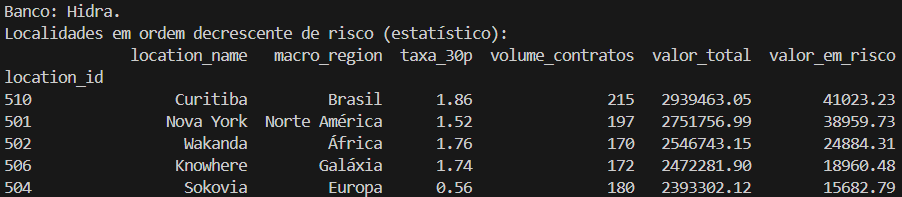 Banco: Hidra.
Localidades em ordem decrescente de risco (estatístico):
location_name macro_region taxa_30p volume_contratos valor_total valor_em_risco
location_id
510 Curitiba Brasil 1.86 215 2939463.05 41023.23
501 Nova York Norte América 1.52 197 2751756.99 38959.73
502 Wakanda África 1.76 170 2546743.15 24884.31
506 Knowhere Galáxia 1.74 172 2472281.90 18960.48
504 Sokovia Europa 0.56 180 2393302.12 15682.79